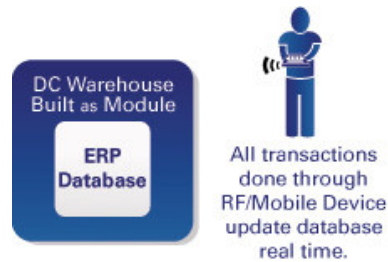 DC Warehouse
Built as Module
ERP
Database
All transactions
done through
RF/Mobile Device
update database
real time.